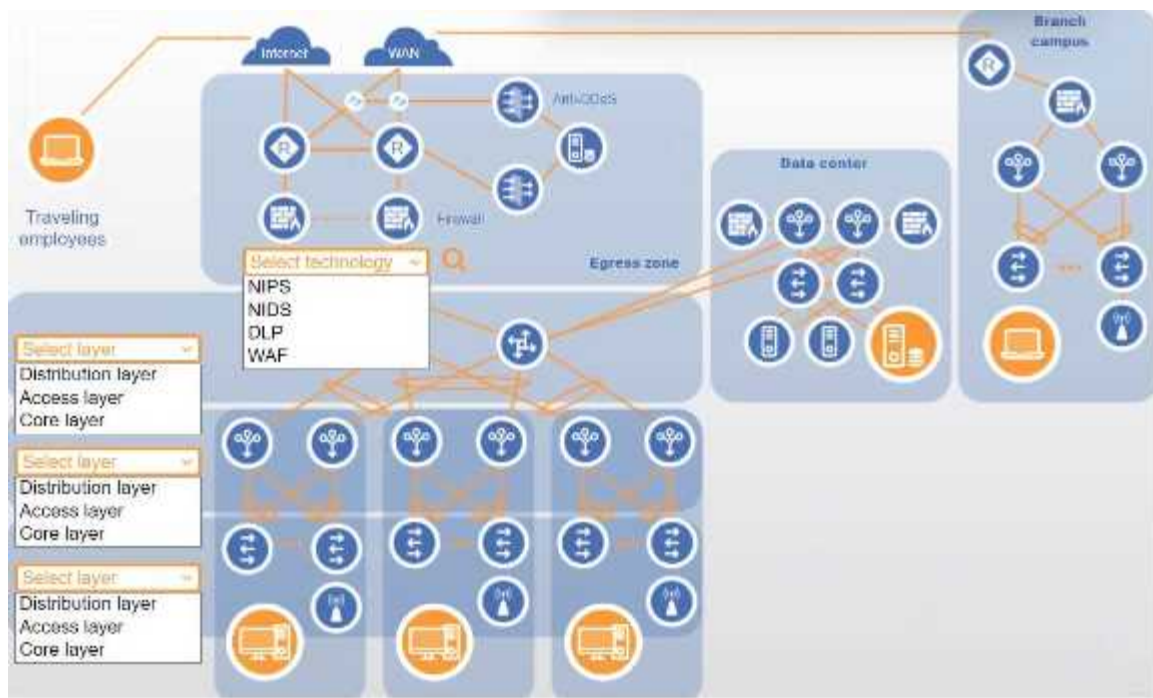 Branch
campus
Internet
WAN
R
Anti-DDoS
R
R
Data center
Traveling
employees
Firewall
Select technology
Egress zone
NIPS
NIDS
DLP
WAF
Select layer
Distribution layer
Access layer
Core layer
Select layer
Distribution layer
Access layer
Core layer
Select layer
Distribution layer
Access layer
Core layer